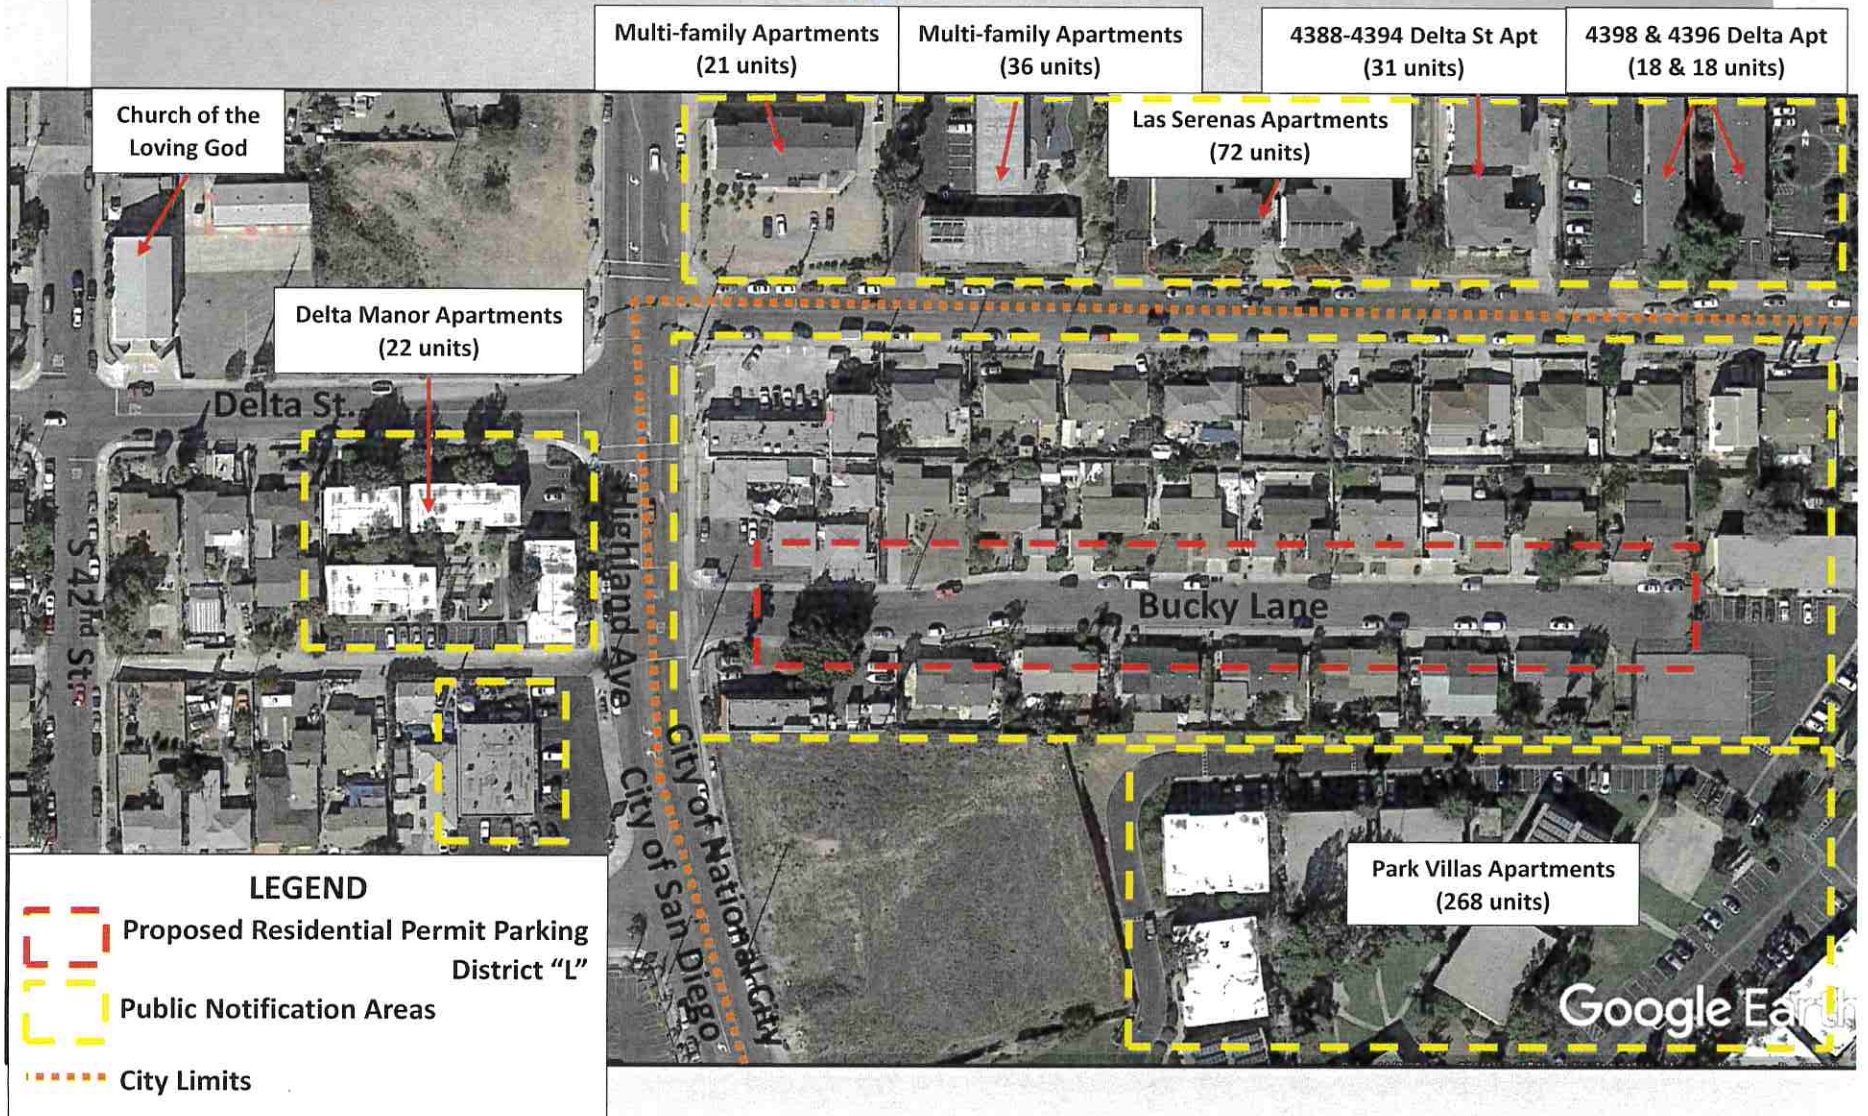 Multi-family Apartments
(21 units)
Multi-family Apartments
(36 units)
4388-4394 Delta St Apt
(31 units)
4398 & 4396 Delta Apt
(18 & 18 units)
Church of the
Loving God
Las Serenas Apartments
(72 units)
N
Delta Manor Apartments
(22 units)
Delta St.
S 42nd St.
Highland Ave
Bucky Lane
City of National City
City of San Diego
Park Villas Apartments
(268 units)
LEGEND
Proposed Residential Permit Parking
District “L”
Public Notification Areas
City Limits
Google Earth